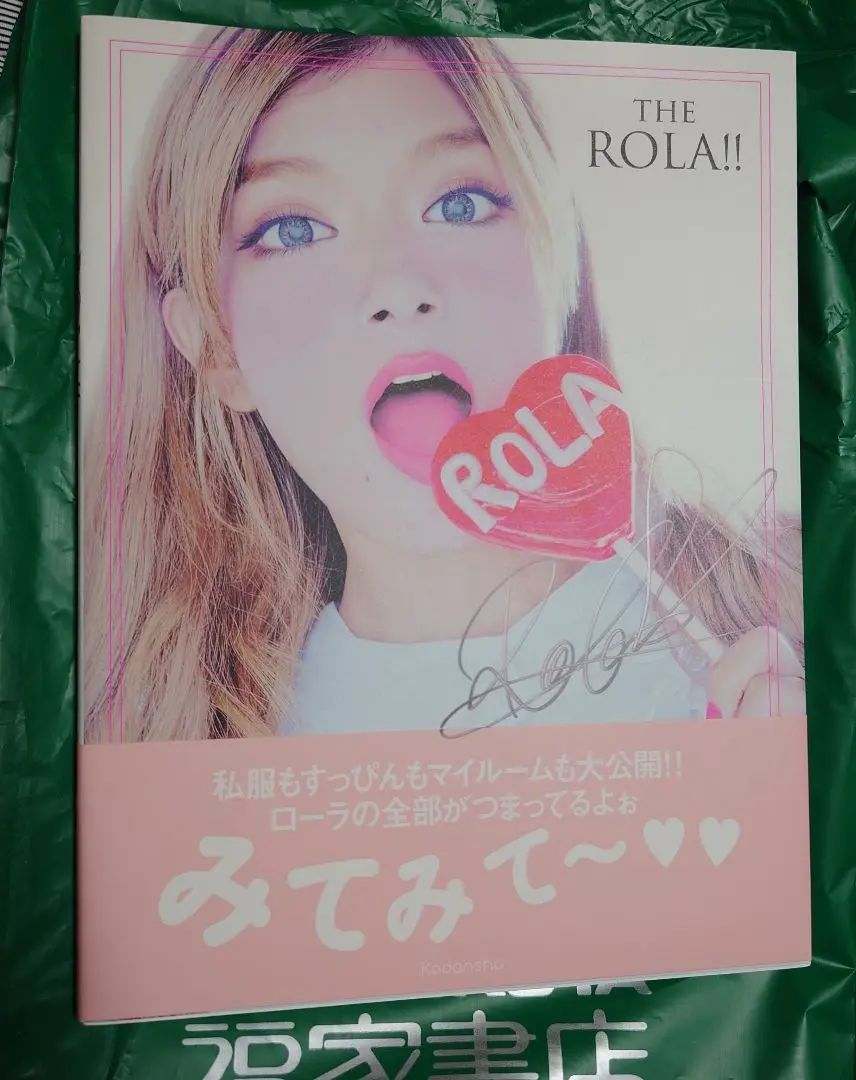 THE
ROLA!!
ROLA
Rola
私服もすっぴんもマイルームも大公開!!
ローラの全部がつまってるよぉ
みてみて～♥♥
Kodansha
福家書店